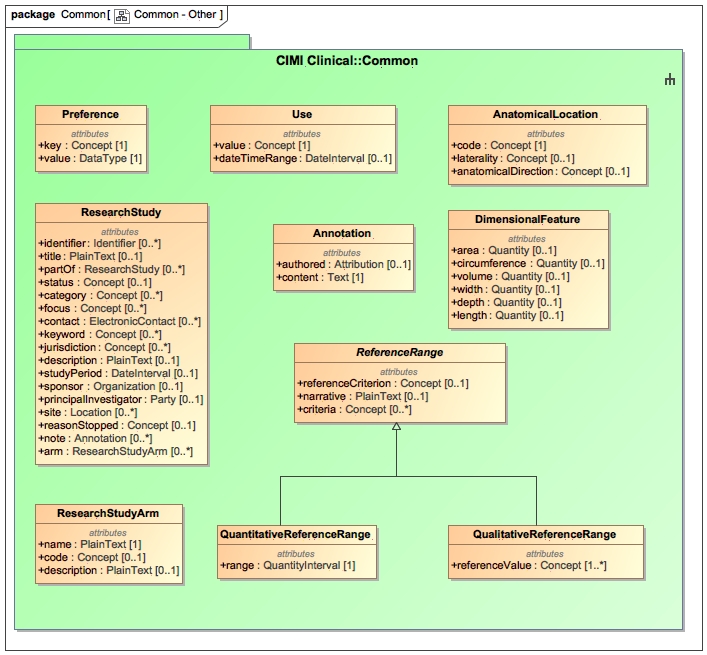 package Common[ Common - Other ]
CIMI Clinical::Common
Preference
attributes
+key : Concept [1]
+value : DataType [1]
Use
attributes
+value : Concept [1]
+dateTimeRange : DateInterval [0..1]
AnatomicalLocation
attributes
+code : Concept [1]
+laterality : Concept [0..1]
+anatomicalDirection : Concept [0..1]
ResearchStudy
attributes
+identifier : Identifier [0..*]
+title : PlainText [0..1]
+partOf : ResearchStudy [0..*]
+status : Concept [0..1]
+category : Concept [0..*]
+focus : Concept [0..*]
+contact : ElectronicContact [0..*]
+keyword : Concept [0..*]
+jurisdiction : Concept [0..*]
+description : PlainText [0..1]
+studyPeriod : DateInterval [0..1]
+sponsor : Organization [0..1]
+principalInvestigator : Party [0..1]
+site : Location [0..*]
+reasonStopped : Concept [0..1]
+note : Annotation [0..*]
+arm : ResearchStudyArm [0..*]
Annotation
attributes
+authored : Attribution [0..1]
+content : Text [1]
DimensionalFeature
attributes
+area : Quantity [0..1]
+circumference : Quantity [0..1]
+volume : Quantity [0..1]
+width : Quantity [0..1]
+depth : Quantity [0..1]
+length : Quantity [0..1]
ReferenceRange
attributes
+referenceCriterion : Concept [0..1]
+narrative : PlainText [0..1]
+criteria : Concept [0..*]
ResearchStudyArm
attributes
+name : PlainText [1]
+code : Concept [0..1]
+description : PlainText [0..1]
QuantitativeReferenceRange
attributes
+range : QuantityInterval [1]
QualitativeReferenceRange
attributes
+referenceValue : Concept [1..*]